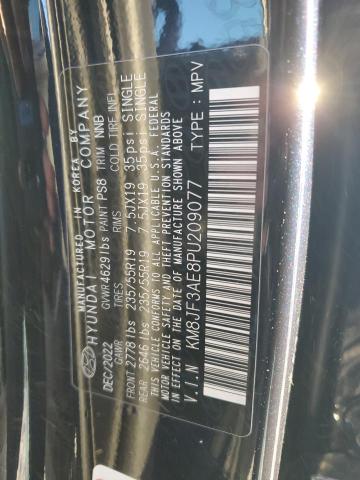 MANUFACTURED IN KOREA BY
HYUNDAI MOTOR COMPANY
DEC/2022 GVWR 4629 lbs PAINT PS8 TRIM NNB
GAWR TIRES RIMS COLD TIRE INFL
FRONT 2778 lbs 235/55R19 7.5JX19 35psi SINGLE
REAR 2646 lbs 235/55R19 7.5JX19 35psi SINGLE
THIS VEHICLE CONFORMS TO ALL APPLICABLE U.S.A. FEDERAL
MOTOR VEHICLE SAFETY AND THEFT PREVENTION STANDARDS
IN EFFECT ON THE DATE OF MANUFACTURE SHOWN ABOVE
V.I.N KM8JF3AE8PU209077 TYPE : MPV